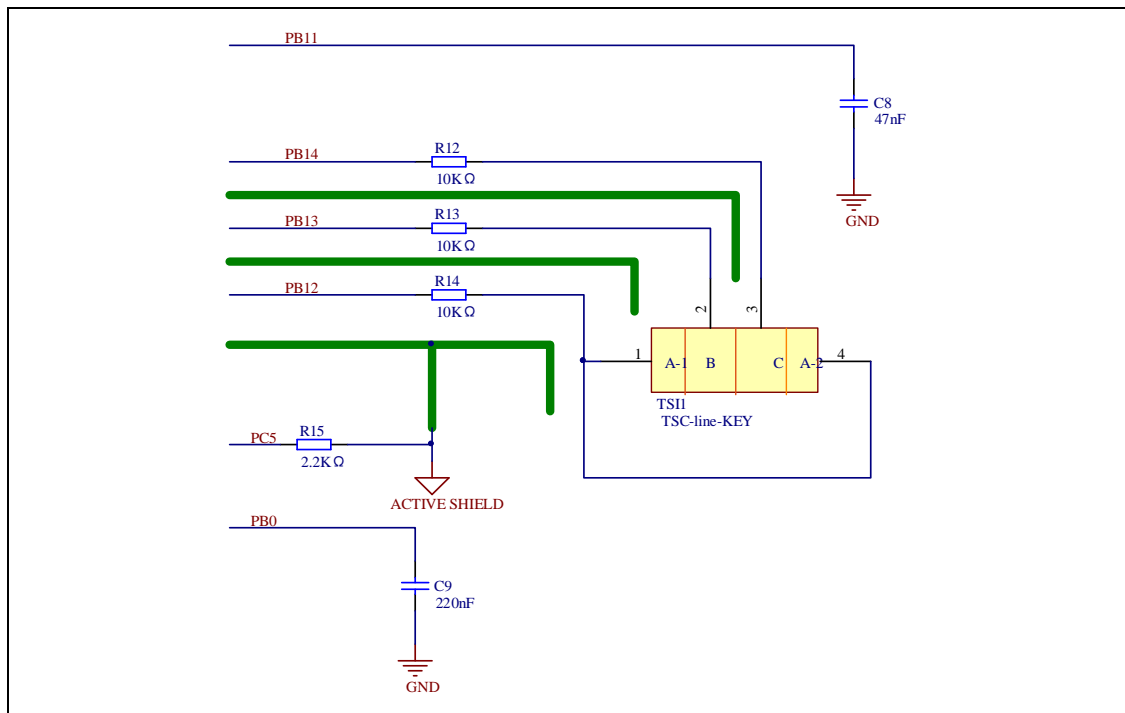 PB11
C8
47nF
GND
PB14
R12
10KΩ
PB13
R13
10KΩ
PB12
R14
10KΩ
2
3
1
A-1
B
C
A-2
4
TSI1
TSC-line-KEY
PC5
R15
2.2KΩ
ACTIVE SHIELD
PB0
C9
220nF
GND